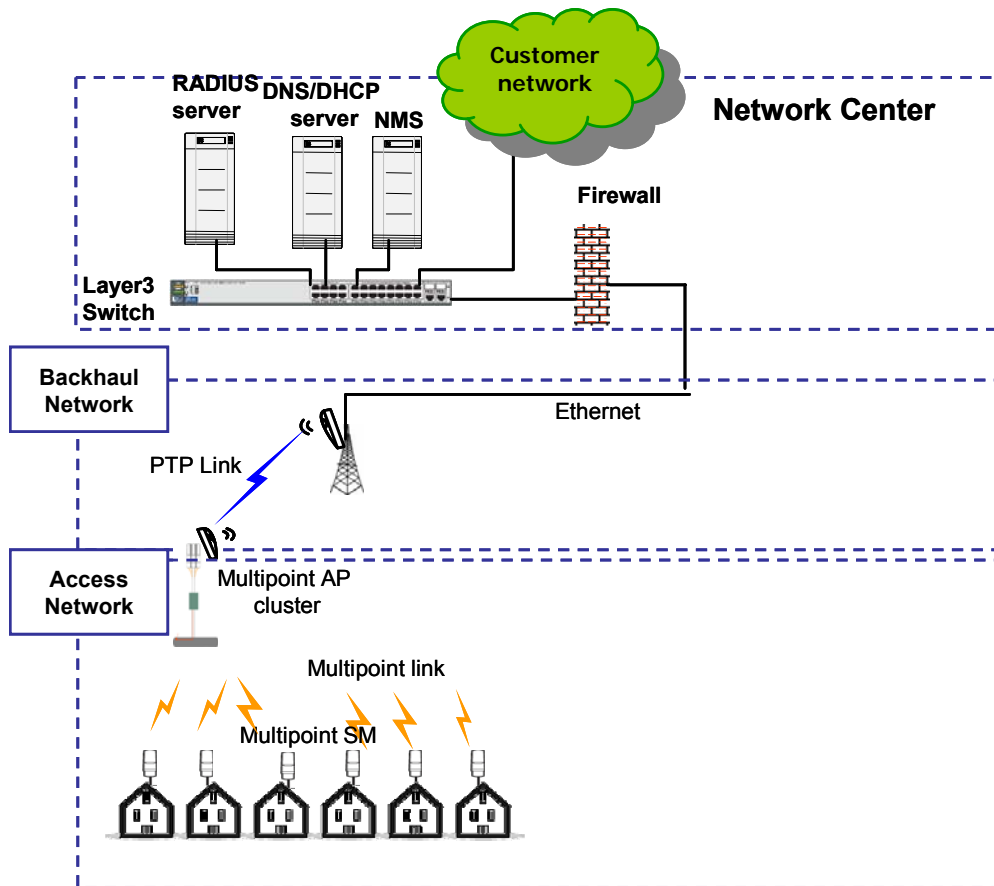 Customer
network
RADIUS
server
DNS/DHCP
server
NMS
Network Center
Firewall
Layer3
Switch
Backhaul
Network
Ethernet
PTP Link
Access
Network
Multipoint AP
cluster
Multipoint link
Multipoint SM